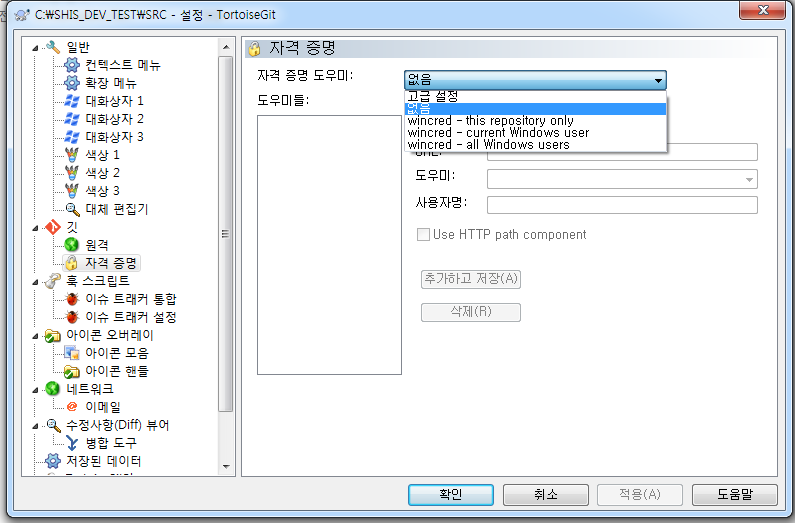 C:\SHIS_DEV_TEST\SRC - 설정 - TortoiseGit
일반
컨텍스트 메뉴
확장 메뉴
대화상자 1
대화상자 2
대화상자 3
색상 1
색상 2
색상 3
대체 편집기
깃
원격
자격 증명
훅 스크립트
이슈 트래커 통합
이슈 트래커 설정
아이콘 오버레이
아이콘 모음
아이콘 핸들
네트워크
이메일
수정사항(Diff) 뷰어
병합 도구
저장된 데이터
자격 증명
자격 증명 도우미:
없음
고급 설정
없음
wincred - this repository only
wincred - current Windows user
wincred - all Windows users
도우미들:
도우미:
사용자명:
Use HTTP path component
추가하고 저장(A)
삭제(R)
확인
취소
적용(A)
도움말